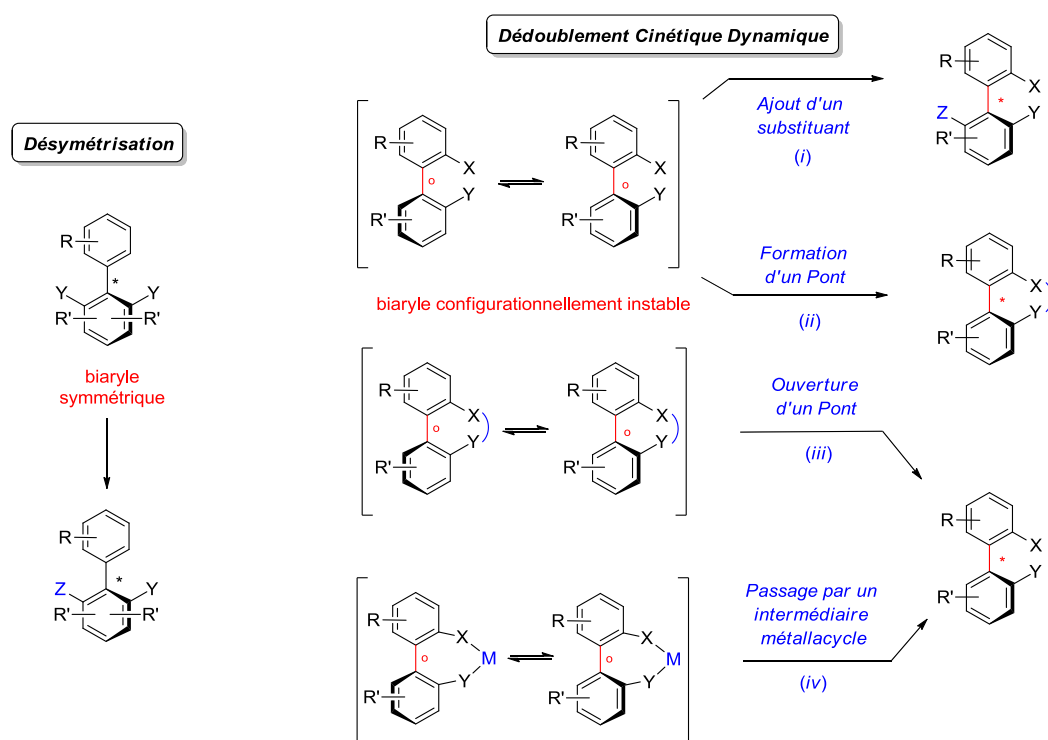 Dédoublement Cinétique Dynamique
Désymétrisation
R
Y
Y
R'
R'
*
biaryle
symmétrique
R
Z
Y
R'
R'
*
R
X
o
Y
R'
R
X
o
Y
R'
biaryle configurationnellement instable
Ajout d'un
substituant
(i)
R
X
*
Z
Y
R'
Formation
d'un Pont
(ii)
R
X
*
Y
R'
R
X
o
Y
R'
R
X
o
Y
R'
Ouverture
d'un Pont
(iii)
R
X
o
M
Y
R'
R
X
o
M
Y
R'
Passage par un
intermédiaire
métallacycle
(iv)
R
X
*
Y
R'